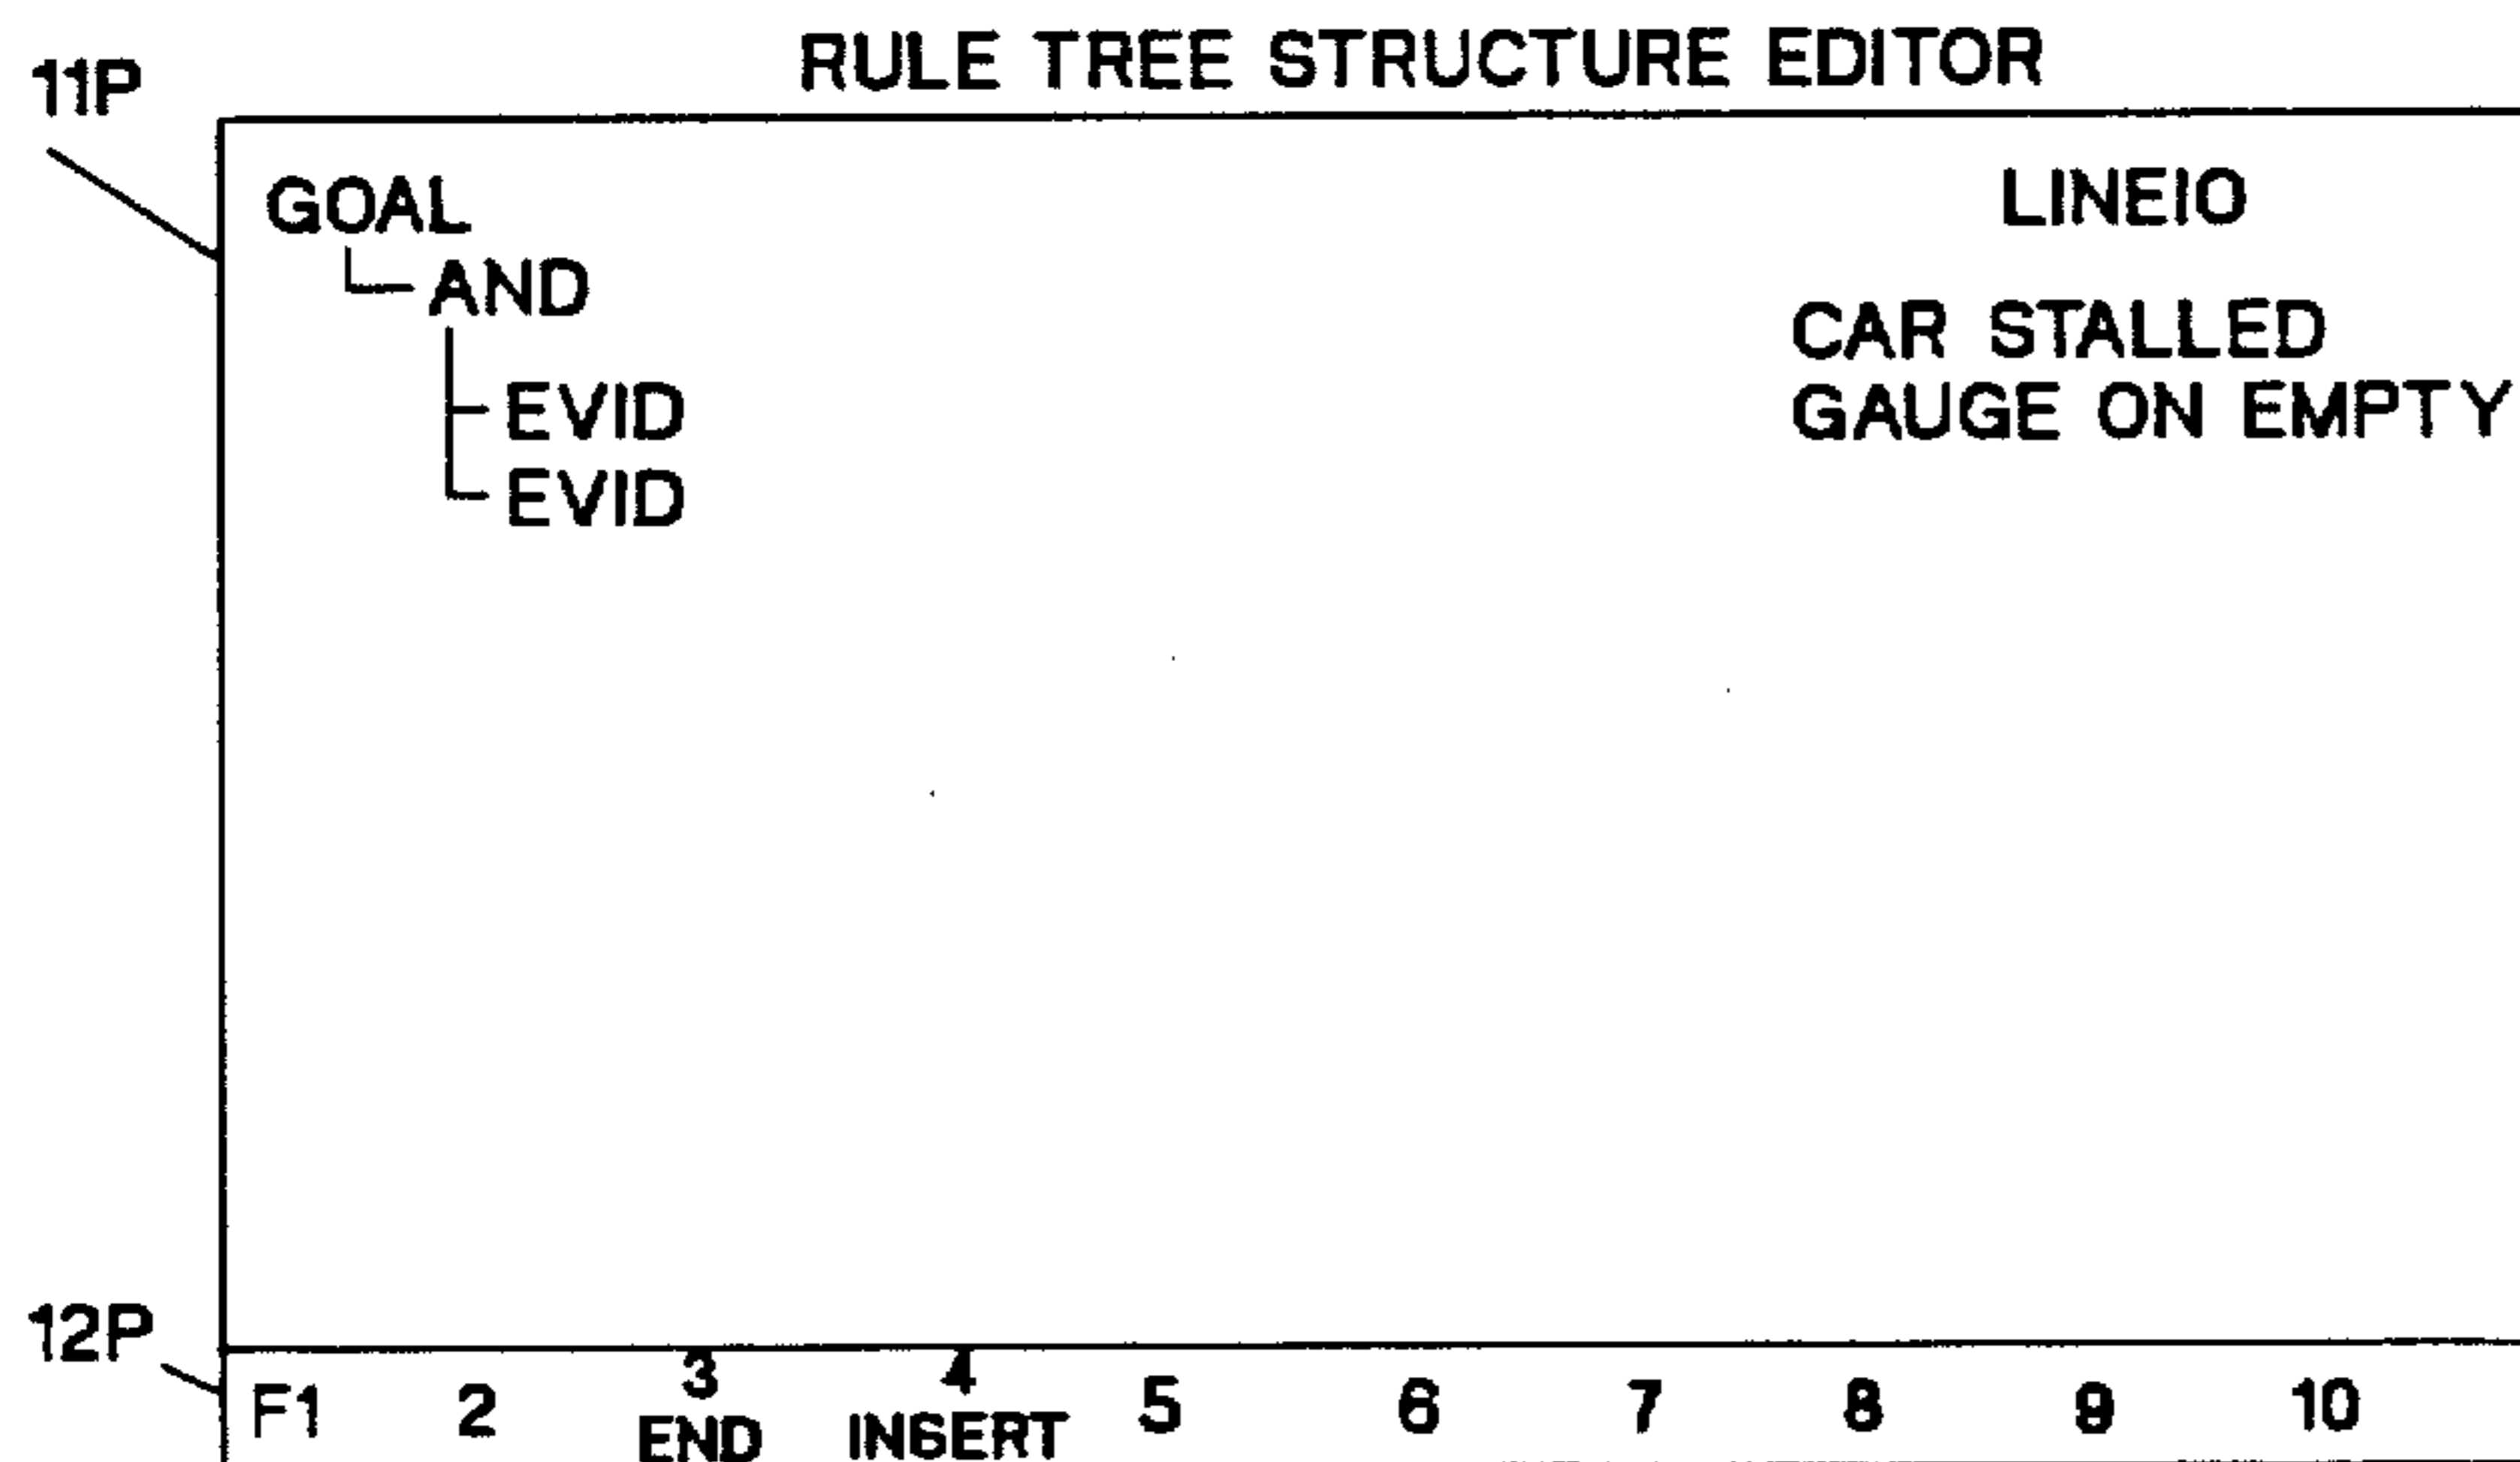 RULE TREE STRUCTURE EDITOR
11P
GOAL LINEIO
AND CAR STALLED
EVID GAUGE ON EMPTY
EVID
12P
F1 2 3 4 5 6 7 8 9 10
END INSERT